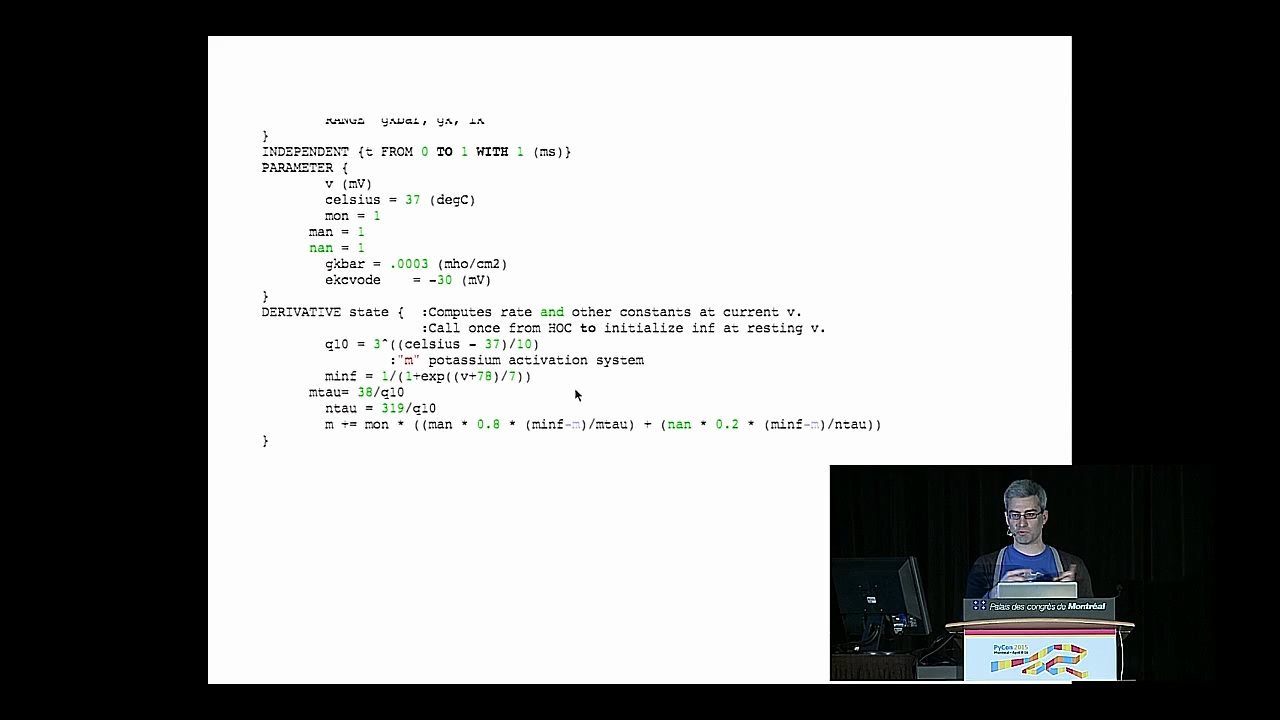 RANGE gkbar, gk, ik
}
INDEPENDENT {t FROM 0 TO 1 WITH 1 (ms)}
PARAMETER {
v (mV)
celsius = 37 (degC)
mon = 1
man = 1
nan = 1
gkbar = .0003 (mho/cm2)
ekcvode = -30 (mV)
}
DERIVATIVE state { :Computes rate and other constants at current v.
:Call once from HOC to initialize inf at resting v.
q10 = 3^((celsius - 37)/10)
:"m" potassium activation system
minf = 1/(1+exp((v+78)/7))
mtau= 38/q10
ntau = 319/q10
m += mon * ((man * 0.8 * (minf-m)/mtau) + (nan * 0.2 * (minf-m)/ntau))
}
Palais des congrès de Montréal
PyCon 2015